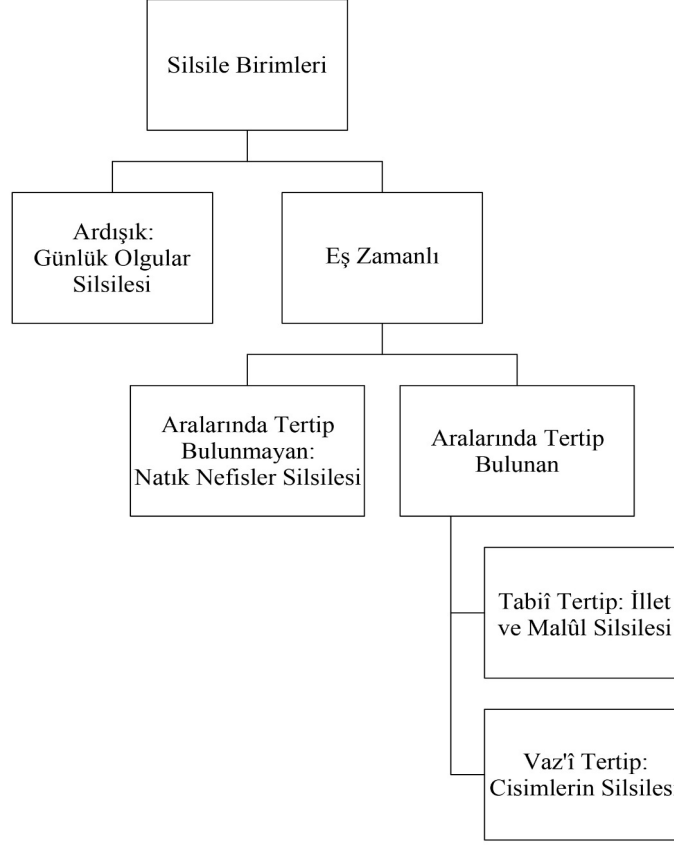 Silsile Birimleri
Ardışık:
Günlük Olgular
Silsilesi
Eş Zamanlı
Aralarında Tertip
Bulunmayan:
Natık Nefisler Silsilesi
Aralarında Tertip
Bulunan
Tabiî Tertip: İllet
ve Malûl Silsilesi
Vaz'î Tertip:
Cisimlerin Silsilesi